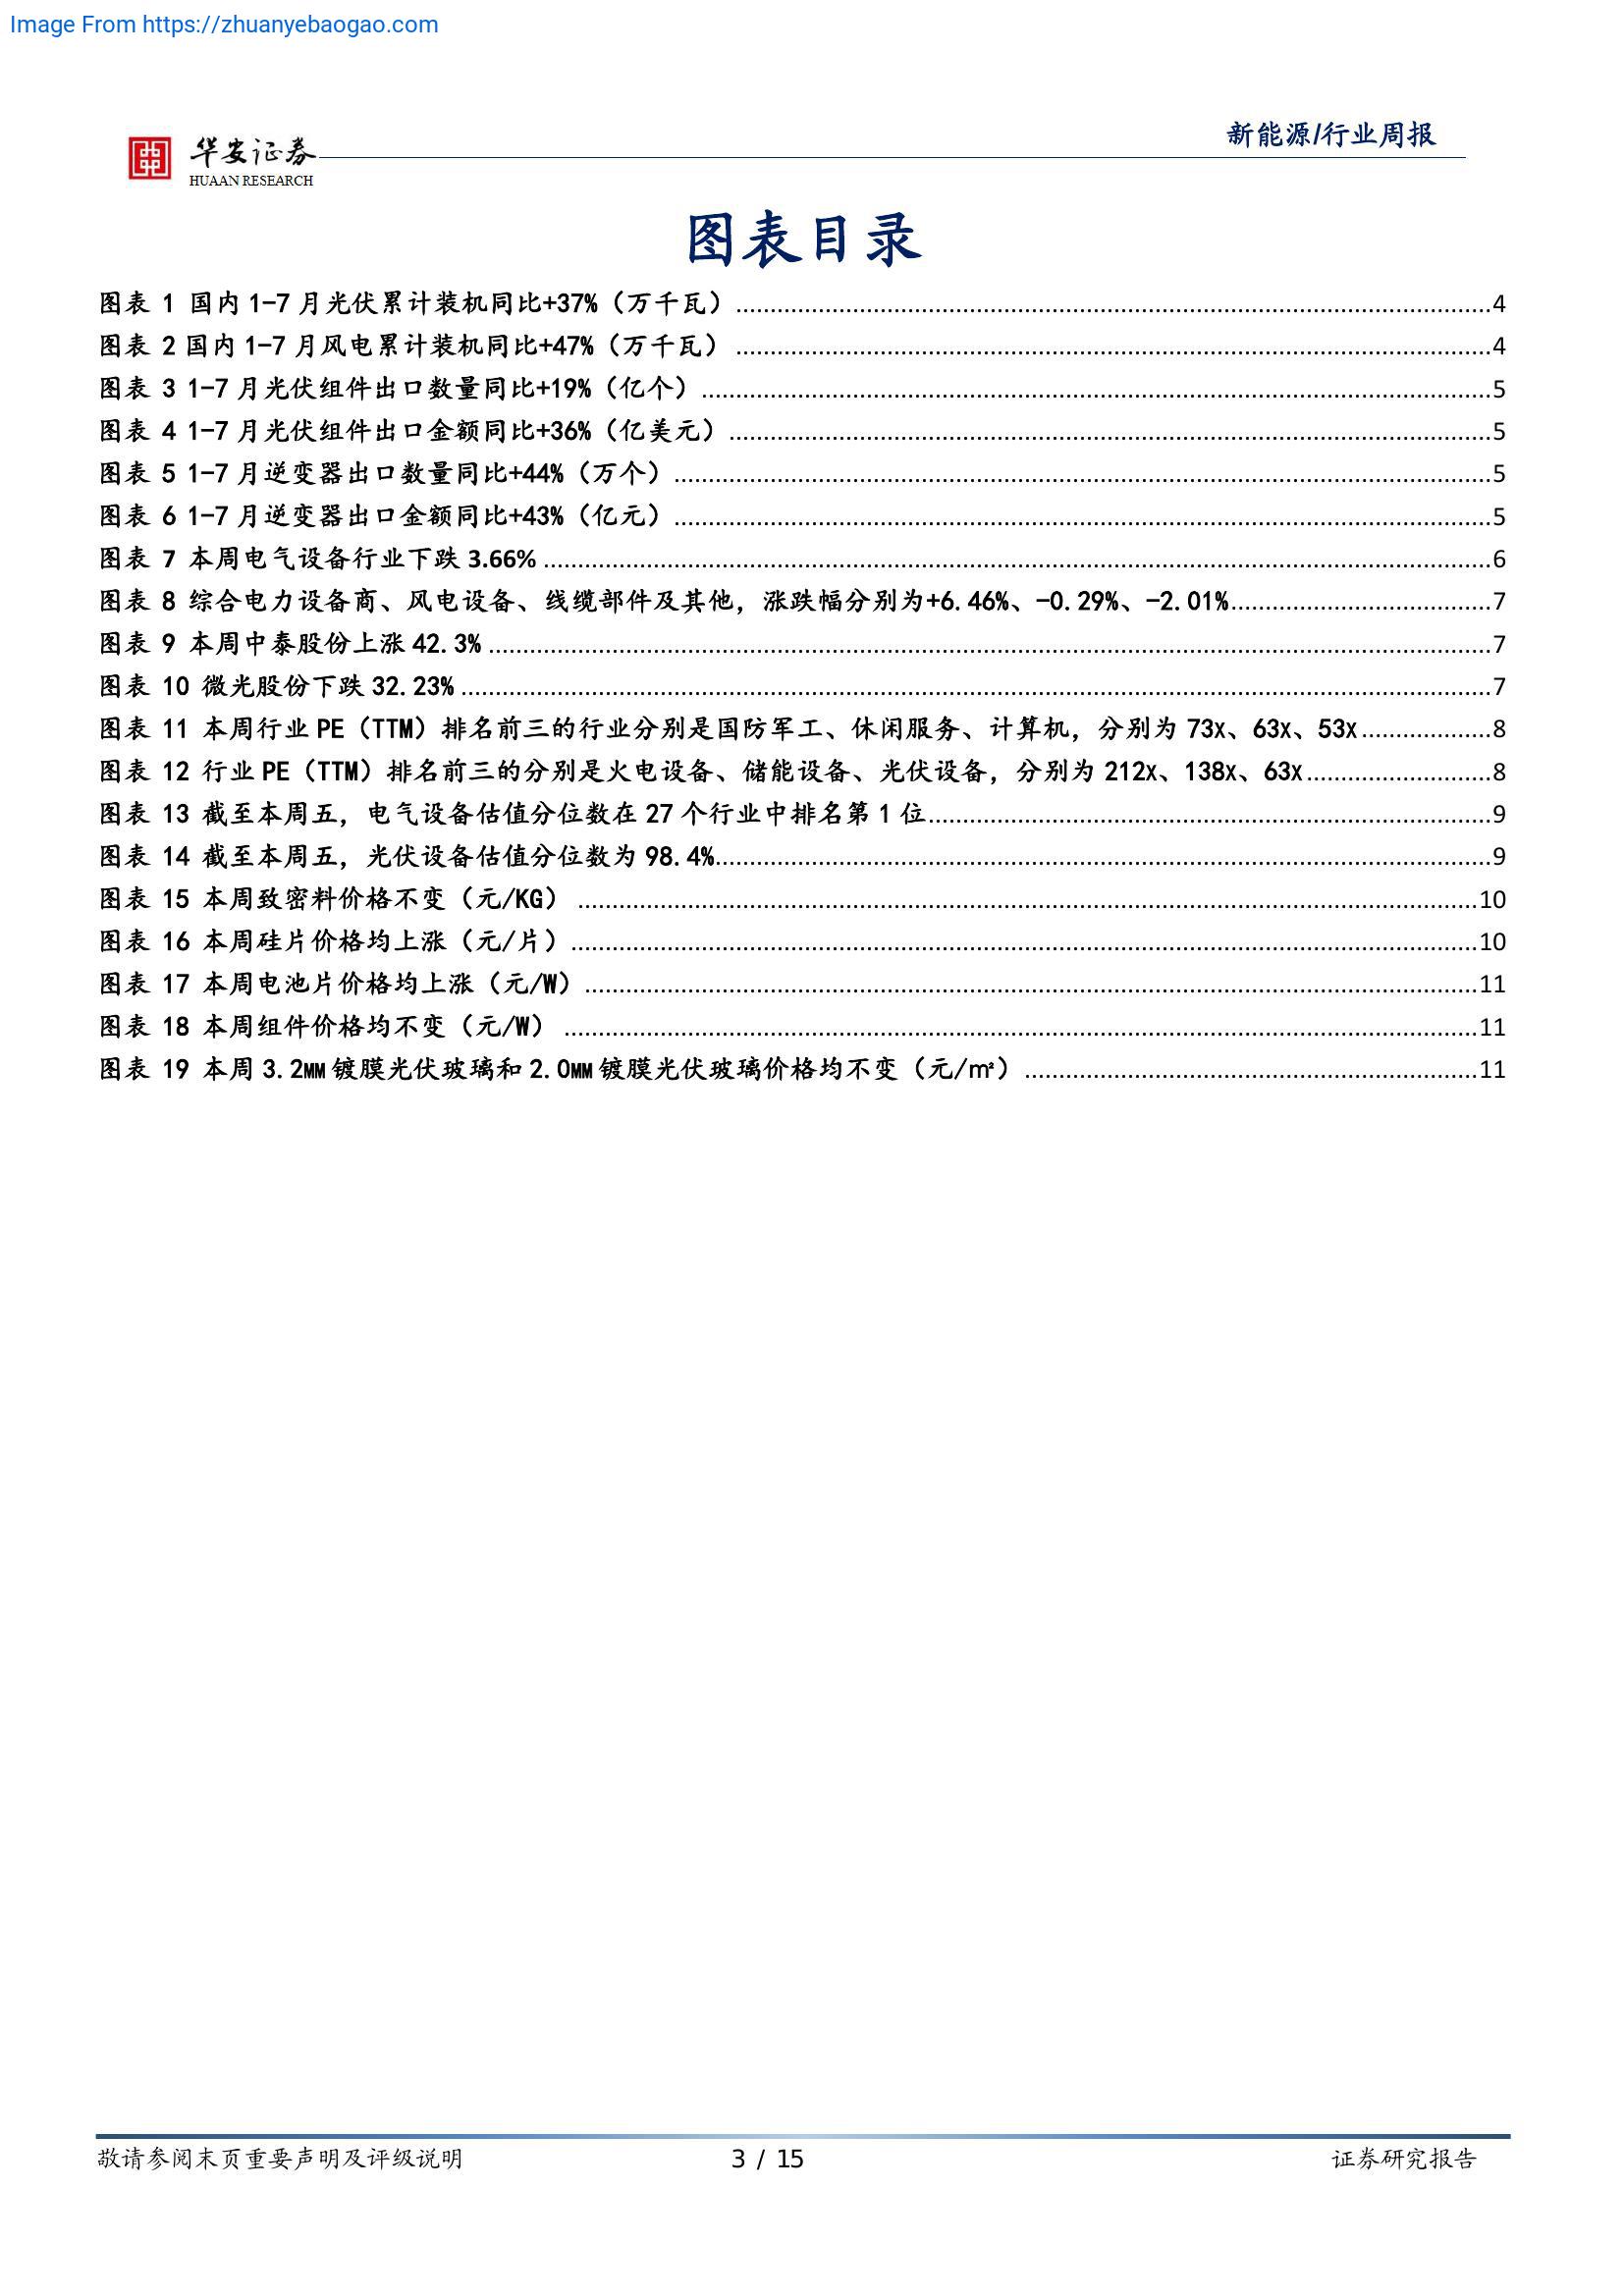 Image From https://zhuanyebaogao.com
新能源/行业周报
华安证券
HUAAN RESEARCH
图表目录
图表 1 国内 1-7 月光伏累计装机同比+37%（万千瓦）....................4
图表 2 国内 1-7 月风电累计装机同比+47%（万千瓦）....................4
图表 3 1-7 月光伏组件出口数量同比+19%（亿个）....................5
图表 4 1-7 月光伏组件出口金额同比+36%（亿美元）....................5
图表 5 1-7 月逆变器出口数量同比+44%（万个）....................5
图表 6 1-7 月逆变器出口金额同比+43%（亿元）....................5
图表 7 本周电气设备行业下跌 3.66%....................6
图表 8 综合电力设备商、风电设备、线缆部件及其他，涨跌幅分别为+6.46%、-0.29%、-2.01%....................7
图表 9 本周中泰股份上涨 42.3%....................7
图表 10 微光股份下跌 32.23%....................7
图表 11 本周行业 PE（TTM）排名前三的行业分别是国防军工、休闲服务、计算机，分别为 73x、63x、53x....................8
图表 12 行业 PE（TTM）排名前三的分别是火电设备、储能设备、光伏设备，分别为 212x、138x、63x....................8
图表 13 截至本周五，电气设备估值分位数在 27 个行业中排名第 1 位....................9
图表 14 截至本周五，光伏设备估值分位数为 98.4%....................9
图表 15 本周致密料价格不变（元/KG）....................10
图表 16 本周硅片价格均上涨（元/片）....................10
图表 17 本周电池片价格均上涨（元/W）....................11
图表 18 本周组件价格均不变（元/W）....................11
图表 19 本周 3.2mm 镀膜光伏玻璃和 2.0mm 镀膜光伏玻璃价格均不变（元/㎡）....................11
敬请参阅末页重要声明及评级说明 3 / 15 证券研究报告